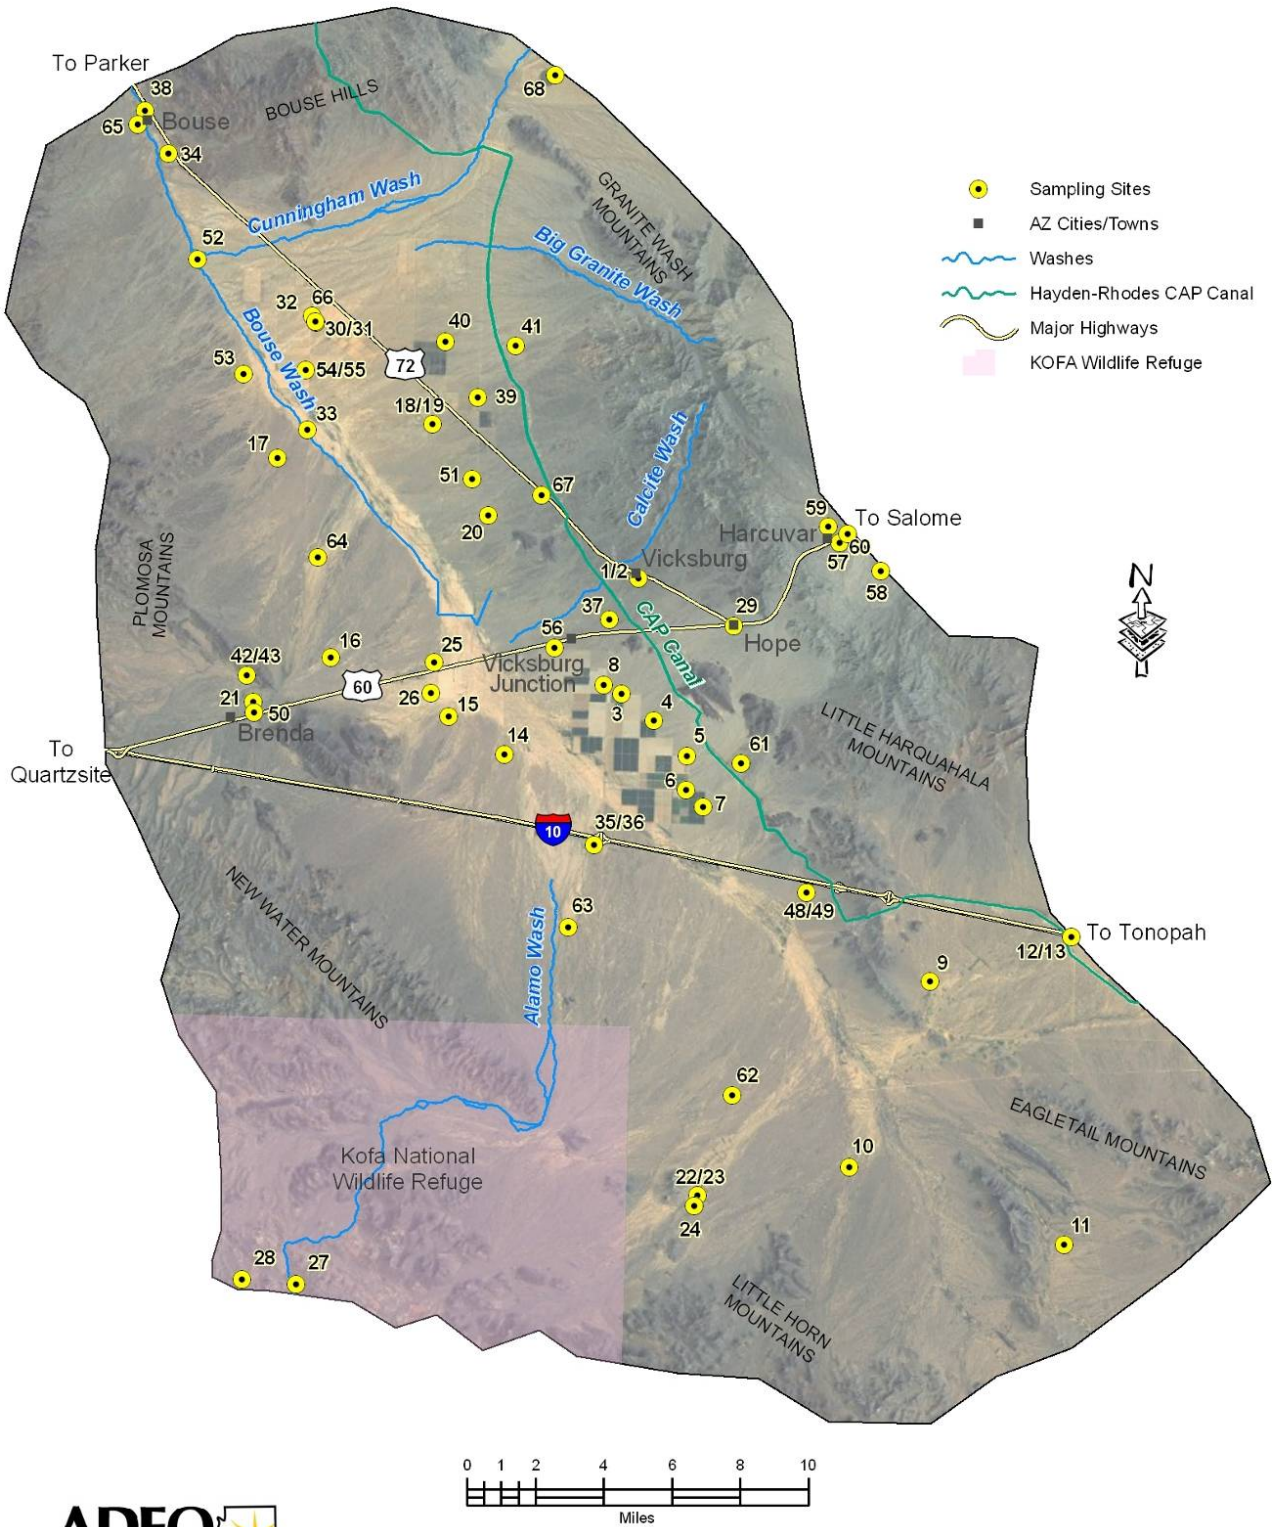 To Parker
38
65
Bouse
34
BOUSE HILLS
68
Cunningham Wash
GRANITE WASH
MOUNTAINS
Big Granite Wash
52
Sampling Sites
AZ Cities/Towns
Washes
Hayden-Rhodes CAP Canal
Major Highways
KOFA Wildlife Refuge
32
66
30/31
Bouse Wash
40
41
72
53
54/55
39
18/19
33
17
51
67
20
Calcite Wash
59
To Salome
Harcuvar
60
57
58
64
PLOMOSA
MOUNTAINS
Vicksburg
1/2
37
29
Hope
CAP Canal
56
Vicksburg
Junction
42/43
16
25
60
26
15
21
50
Brenda
8
3
4
5
61
LITTLE HARQUAHALA
MOUNTAINS
14
To
Quartzsite
6
7
10
35/36
NEW WATER MOUNTAINS
63
Alamo Wash
48/49
12/13
To Tonopah
9
62
EAGLETAIL MOUNTAINS
Kofa National
Wildlife Refuge
10
22/23
24
11
28
27
LITTLE HORN
MOUNTAINS
N
0 1 2 4 6 8 10
Miles
ADEQ